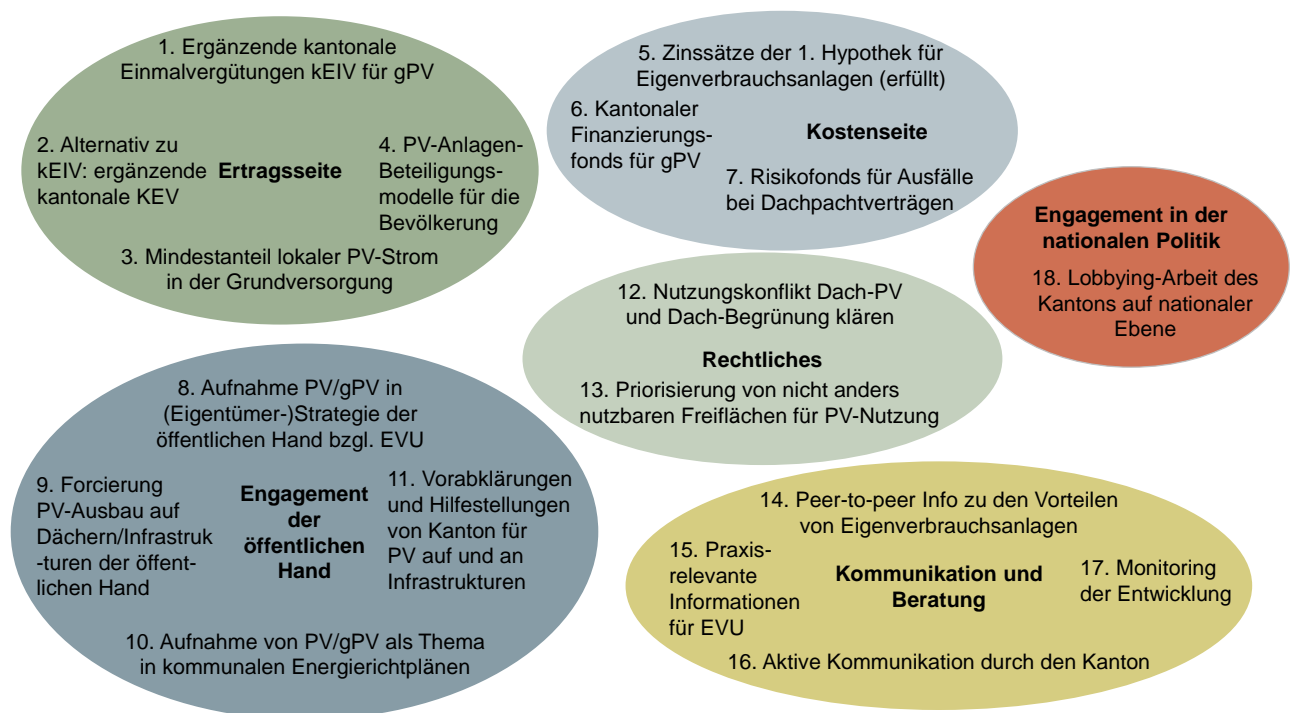 1. Ergänzende kantonale
Einmalvergütungen kEIV für gPV
2. Alternativ zu
kEIV: ergänzende
kantonale KEV
Ertragsseite
4. PV-Anlagen-
Beteiligungs-
modelle für die
Bevölkerung
3. Mindestanteil lokaler PV-Strom
in der Grundversorgung
5. Zinssätze der 1. Hypothek für
Eigenverbrauchsanlagen (erfüllt)
6. Kantonaler
Finanzierungs-
fonds für gPV
Kostenseite
7. Risikofonds für Ausfälle
bei Dachpachtverträgen
Engagement in der
nationalen Politik
18. Lobbying-Arbeit des
Kantons auf nationaler
Ebene
12. Nutzungskonflikt Dach-PV
und Dach-Begrünung klären
Rechtliches
13. Priorisierung von nicht anders
nutzbaren Freiflächen für PV-Nutzung
8. Aufnahme PV/gPV in
(Eigentümer-)Strategie der
öffentlichen Hand bzgl. EVU
9. Forcierung
PV-Ausbau auf
Dächern/Infrastruk
-turen der öffent-
lichen Hand
Engagement
der
öffentlichen
Hand
11. Vorabklärungen
und Hilfestellungen
von Kanton für
PV auf und an
Infrastrukturen
10. Aufnahme von PV/gPV als Thema
in kommunalen Energierichtplänen
14. Peer-to-peer Info zu den Vorteilen
von Eigenverbrauchsanlagen
15. Praxis-
relevante
Informationen
für EVU
Kommunikation und
Beratung
17. Monitoring
der Entwicklung
16. Aktive Kommunikation durch den Kanton